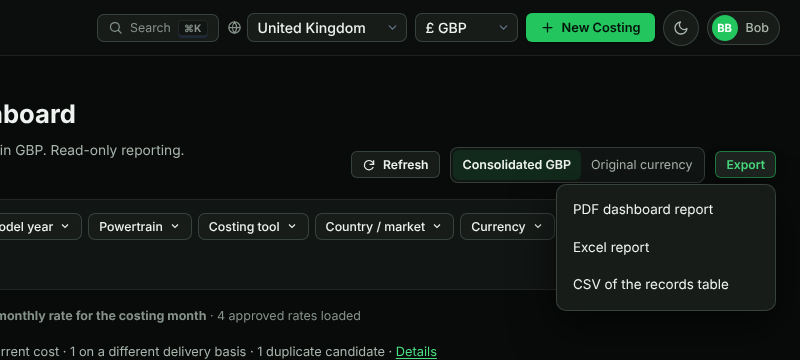 Search ⌘K United Kingdom £ GBP + New Costing BB Bob
board
in GBP. Read-only reporting.
Refresh Consolidated GBP Original currency Export
PDF dashboard report
odel year Powertrain Costing tool Country / market Currency
Excel report
CSV of the records table
monthly rate for the costing month · 4 approved rates loaded
rrent cost · 1 on a different delivery basis · 1 duplicate candidate · Details